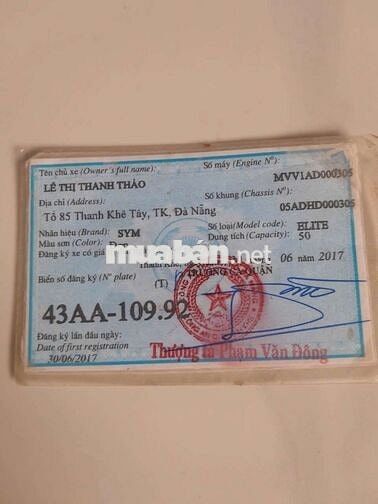 Tên chủ xe (Owner's full name):
Số máy (Engine N°):
LÊ THỊ THANH THẢO
MVV1AD000305
Địa chỉ (Address):
Số khung (Chassis N°):
Tổ 85 Thanh Khê Tây, TK, Đà Nẵng
05ADHD000305
Nhãn hiệu (Brand): SYM
Số loại(Model code): ELITE
Màu sơn (Color):
Dung tích (Capacity): 50
Đăng ký xe có giá
muaban.net
06 năm 2017
Biển số đăng ký (N° plate)
(T) TRƯỞNG CA QUẬN
43AA-109.92
Đăng ký lần đầu ngày:
Date of first registration
30/06/2017
Thượng tá Phạm Văn Đông